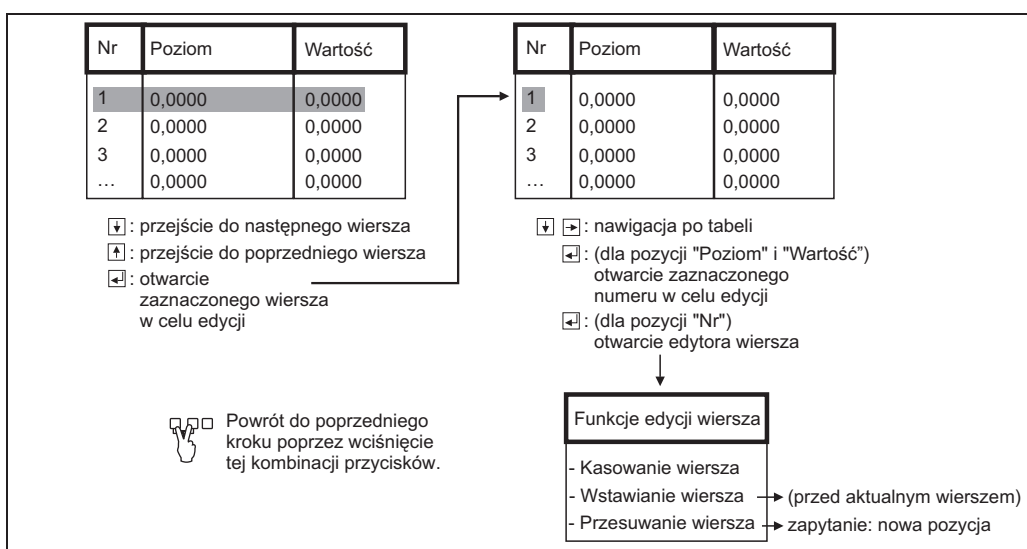 Nr Poziom Wartość
1 0,0000 0,0000
2 0,0000 0,0000
3 0,0000 0,0000
… 0,0000 0,0000
: przejście do następnego wiersza
: przejście do poprzedniego wiersza
: otwarcie
zaznaczonego wiersza
w celu edycji
Nr Poziom Wartość
1 0,0000 0,0000
2 0,0000 0,0000
3 0,0000 0,0000
… 0,0000 0,0000
: nawigacja po tabeli
: (dla pozycji "Poziom" i "Wartość”)
otwarcie zaznaczonego
numeru w celu edycji
: (dla pozycji "Nr")
otwarcie edytora wiersza
Powrót do poprzedniego
kroku poprzez wciśnięcie
tej kombinacji przycisków.
Funkcje edycji wiersza
- Kasowanie wiersza
- Wstawianie wiersza (przed aktualnym wierszem)
- Przesuwanie wiersza zapytanie: nowa pozycja